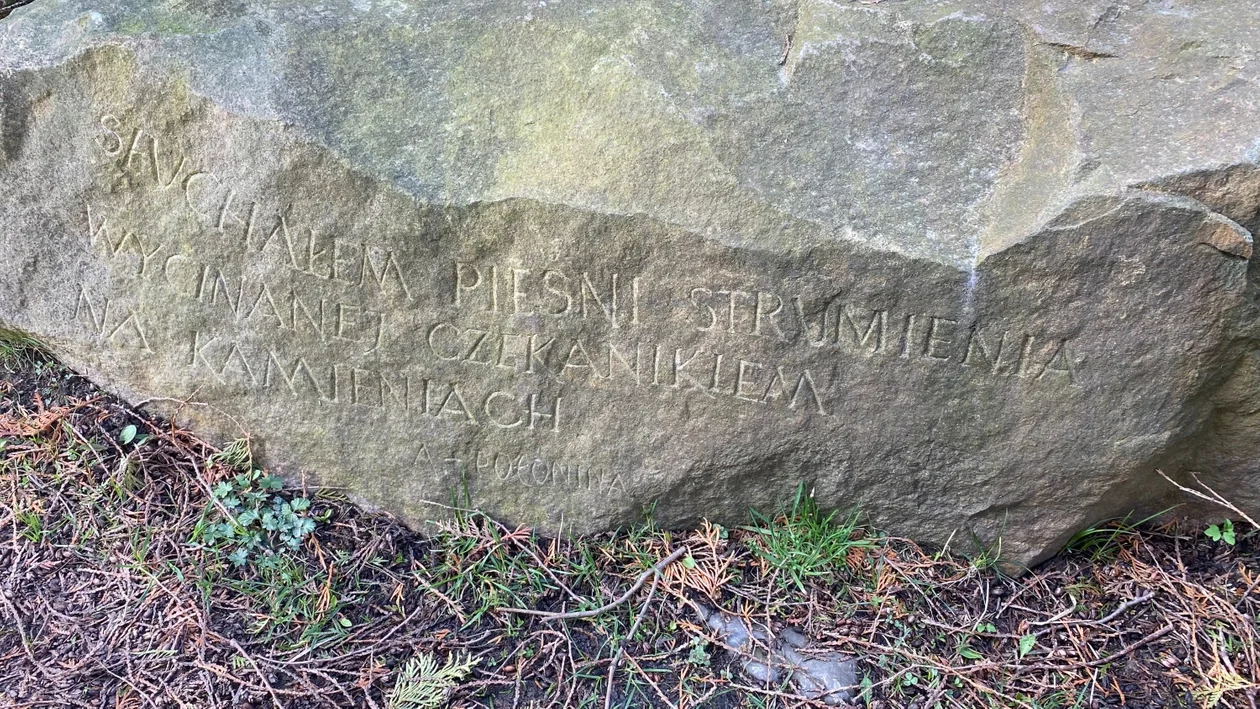 SŁUCHAŁEM PIEŚNI STRUMIENIA
WYCINANEJ CZEKANIKIEM
NA KAMIENIACH
A - POŁONINA